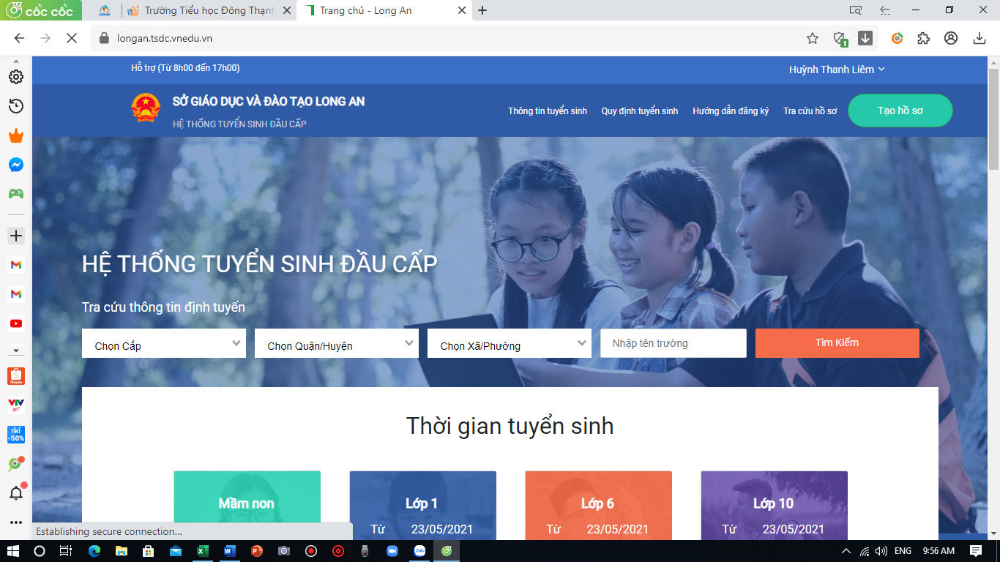 cốc cốc
Trường Tiểu học Đông Thạnh
Trang chủ - Long An
longan.tsdc.vnedu.vn
1
Hỗ trợ (Từ 8h00 đến 17h00)
Huỳnh Thanh Liêm
SỞ GIÁO DỤC VÀ ĐÀO TẠO LONG AN
HỆ THỐNG TUYỂN SINH ĐẦU CẤP
Thông tin tuyển sinh
Quy định tuyển sinh
Hướng dẫn đăng ký
Tra cứu hồ sơ
Tạo hồ sơ
HỆ THỐNG TUYỂN SINH ĐẦU CẤP
Tra cứu thông tin định tuyến
Chọn Cấp
Chọn Quận/Huyện
Chọn Xã/Phường
Nhập tên trường
Tìm Kiếm
Shopee
VTV
go
TIKI
-50%
Thời gian tuyển sinh
Mầm non
Lớp 1
Lớp 6
Lớp 10
Từ 23/05/2021
Từ 23/05/2021
Từ 23/05/2021
Establishing secure connection...
Zalo
ENG
9:56 AM